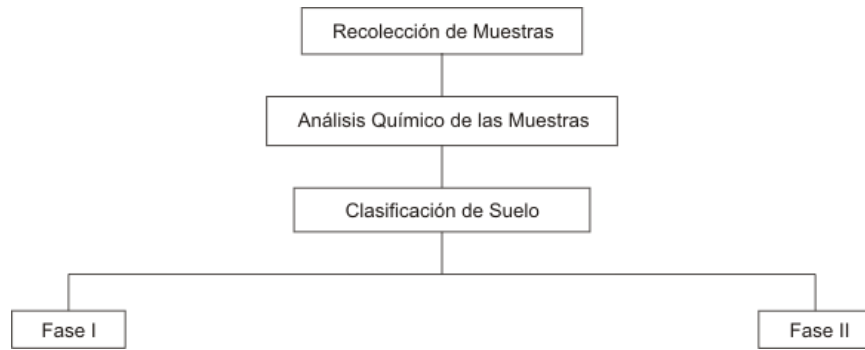 Recolección de Muestras
Análisis Químico de las Muestras
Clasificación de Suelo
Fase I
Fase II